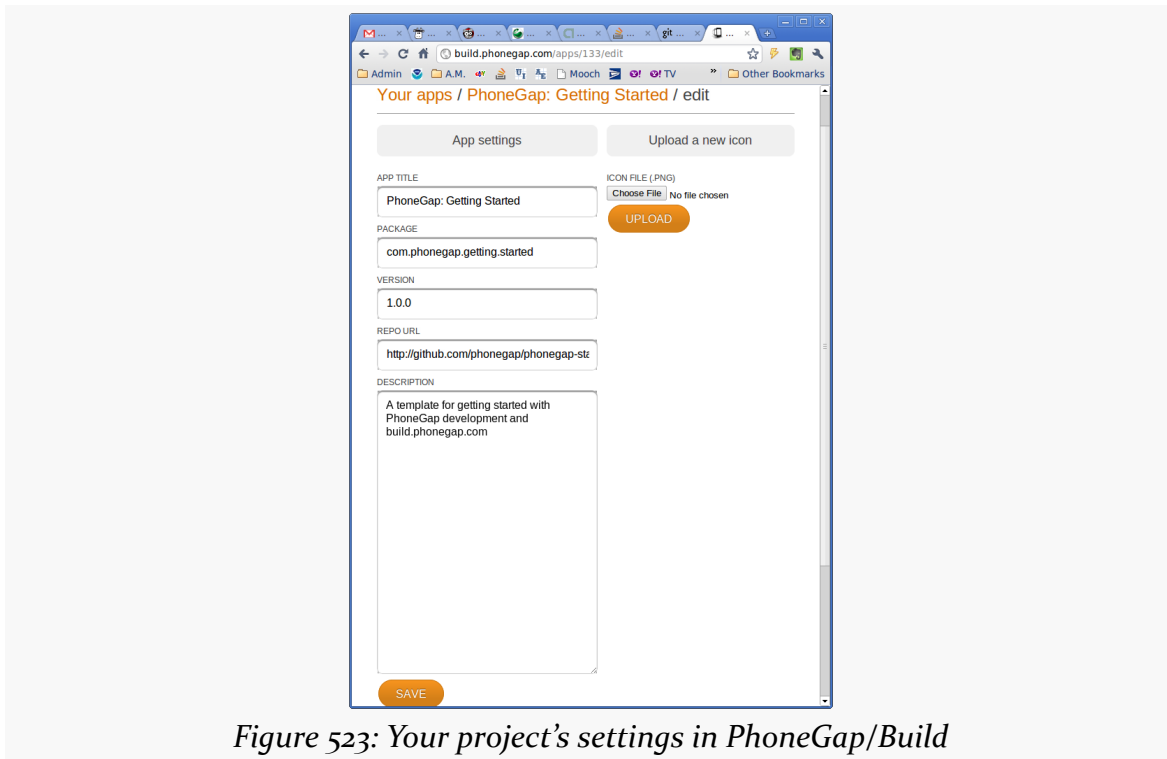 M ... ... ... ... ... ... git ... ...
build.phonegap.com/apps/133/edit
Admin A.M. Mooch TV » Other Bookmarks
Your apps / PhoneGap: Getting Started / edit
App settings
Upload a new icon
APP TITLE
PhoneGap: Getting Started
PACKAGE
com.phonegap.getting.started
VERSION
1.0.0
REPO URL
http://github.com/phonegap/phonegap-sta
DESCRIPTION
A template for getting started with
PhoneGap development and
build.phonegap.com
SAVE
ICON FILE (.PNG)
Choose File No file chosen
UPLOAD
Figure 523: Your project's settings in PhoneGap/Build